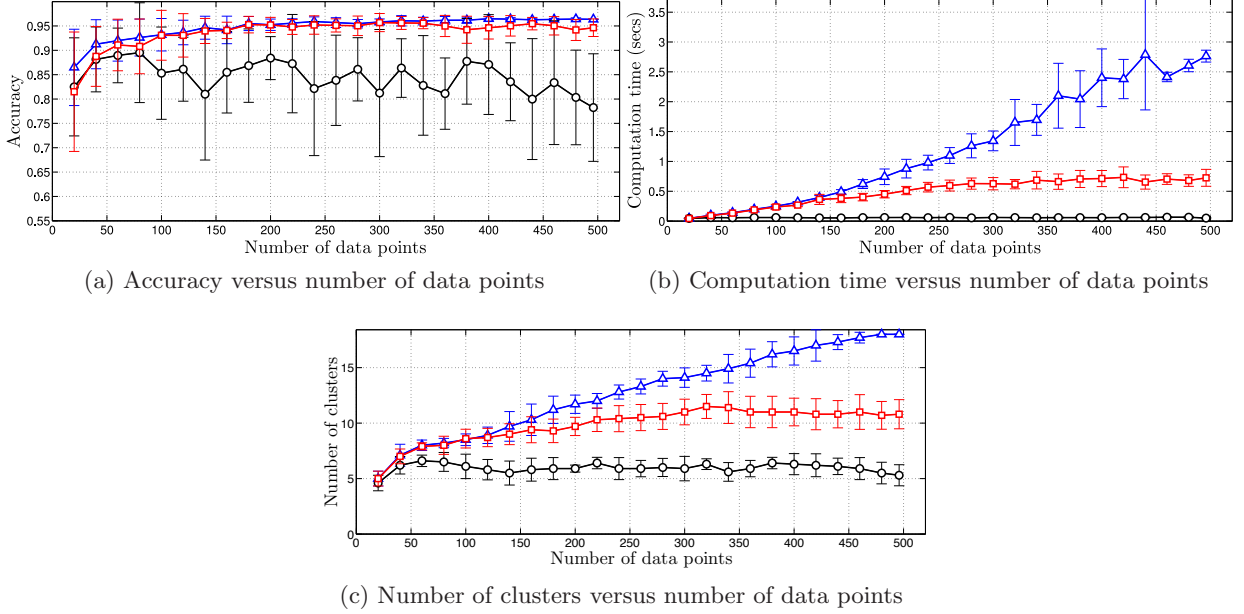 0.95
0.9
0.85
0.8
0.75
0.7
0.65
0.6
0.55
Accuracy
0 50 100 150 200 250 300 350 400 450 500
Number of data points
(a) Accuracy versus number of data points
3.5
3
2.5
2
1.5
1
0.5
0
Computation time (secs)
0 50 100 150 200 250 300 350 400 450 500
Number of data points
(b) Computation time versus number of data points
15
10
5
0
Number of clusters
0 50 100 150 200 250 300 350 400 450 500
Number of data points
(c) Number of clusters versus number of data points